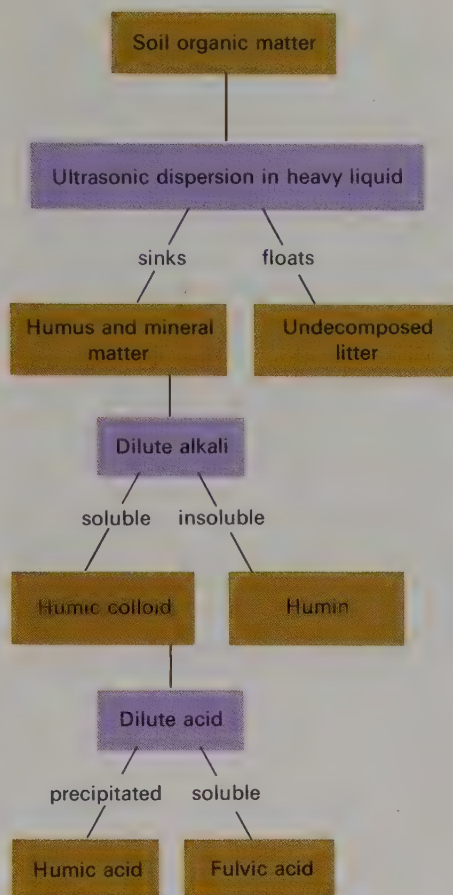 Soil organic matter
Ultrasonic dispersion in heavy liquid
sinks
floats
Humus and mineral
matter
Undecomposed
litter
Dilute alkali
soluble
insoluble
Humic colloid
Humin
Dilute acid
precipitated
soluble
Humic acid
Fulvic acid